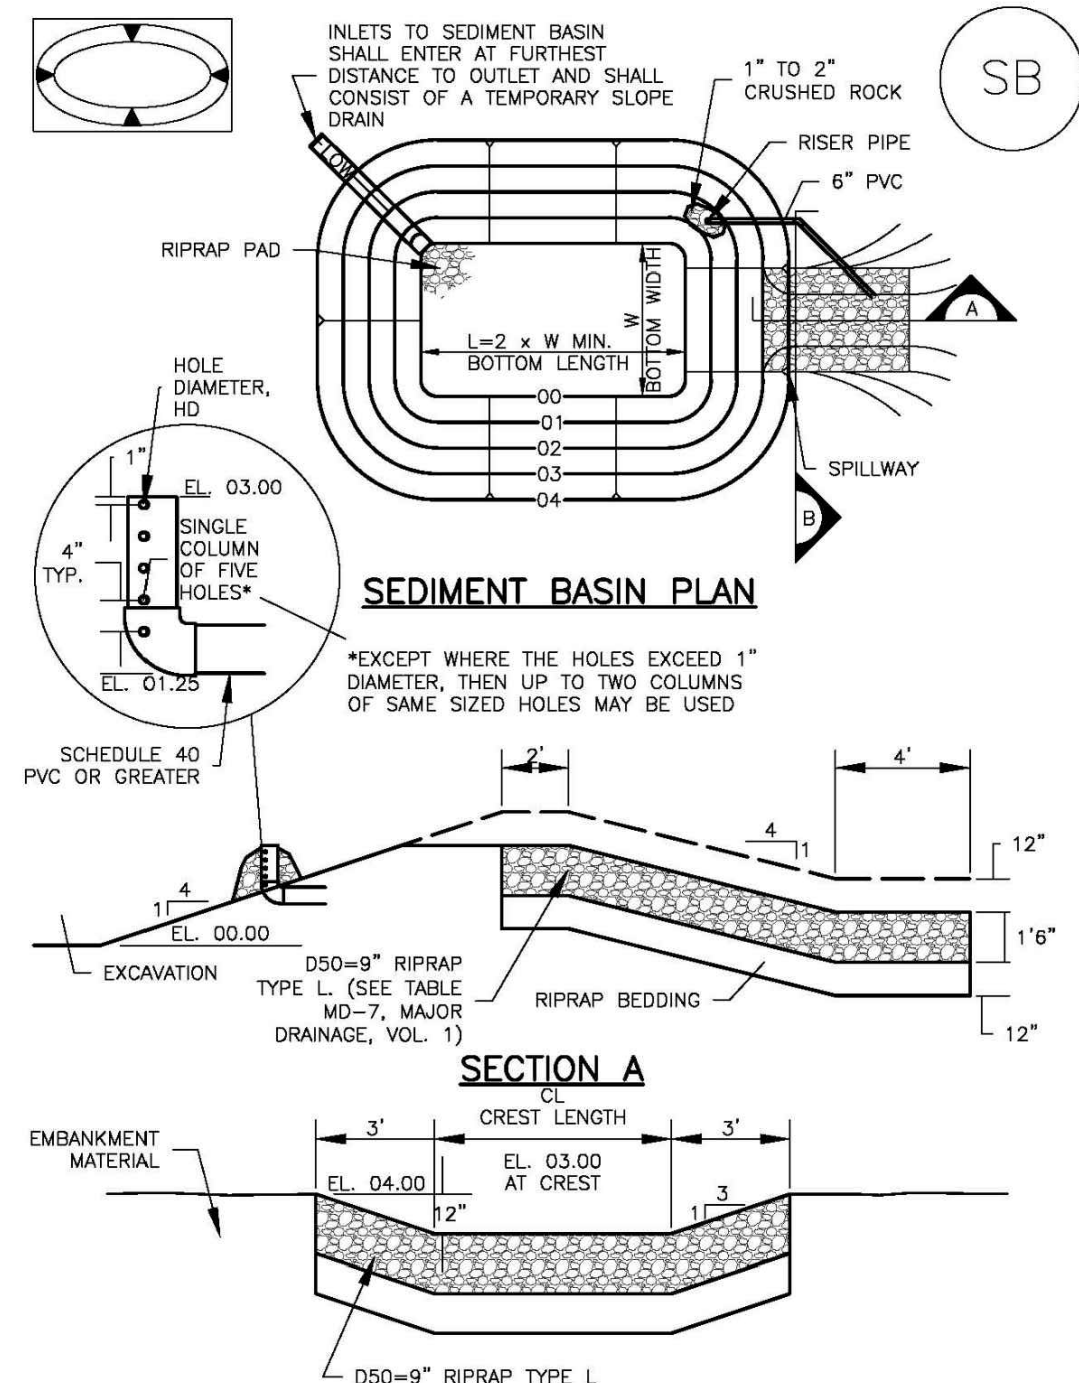 INLETS TO SEDIMENT BASIN
SHALL ENTER AT FURTHEST
DISTANCE TO OUTLET AND SHALL
CONSIST OF A TEMPORARY SLOPE
DRAIN
1" TO 2"
CRUSHED ROCK
SB
RISER PIPE
6" PVC
FLOW
RIPRAP PAD
W
BOTTOM WIDTH
L=2 x W MIN.
BOTTOM LENGTH
A
00
01
02
03
04
SPILLWAY
B
HOLE
DIAMETER,
HD
1"
EL. 03.00
4"
TYP.
SINGLE
COLUMN
OF FIVE
HOLES*
EL. 01.25
SEDIMENT BASIN PLAN
*EXCEPT WHERE THE HOLES EXCEED 1"
DIAMETER, THEN UP TO TWO COLUMNS
OF SAME SIZED HOLES MAY BE USED
SCHEDULE 40
PVC OR GREATER
2'
4'
4
1
12"
4
1
EL. 00.00
1'6"
EXCAVATION
D50=9" RIPRAP
TYPE L. (SEE TABLE
MD-7, MAJOR
DRAINAGE, VOL. 1)
RIPRAP BEDDING
12"
SECTION A
CL
CREST LENGTH
3'
3'
EMBANKMENT
MATERIAL
EL. 04.00
EL. 03.00
AT CREST
12"
3
1
D50=9" RIPRAP TYPE L